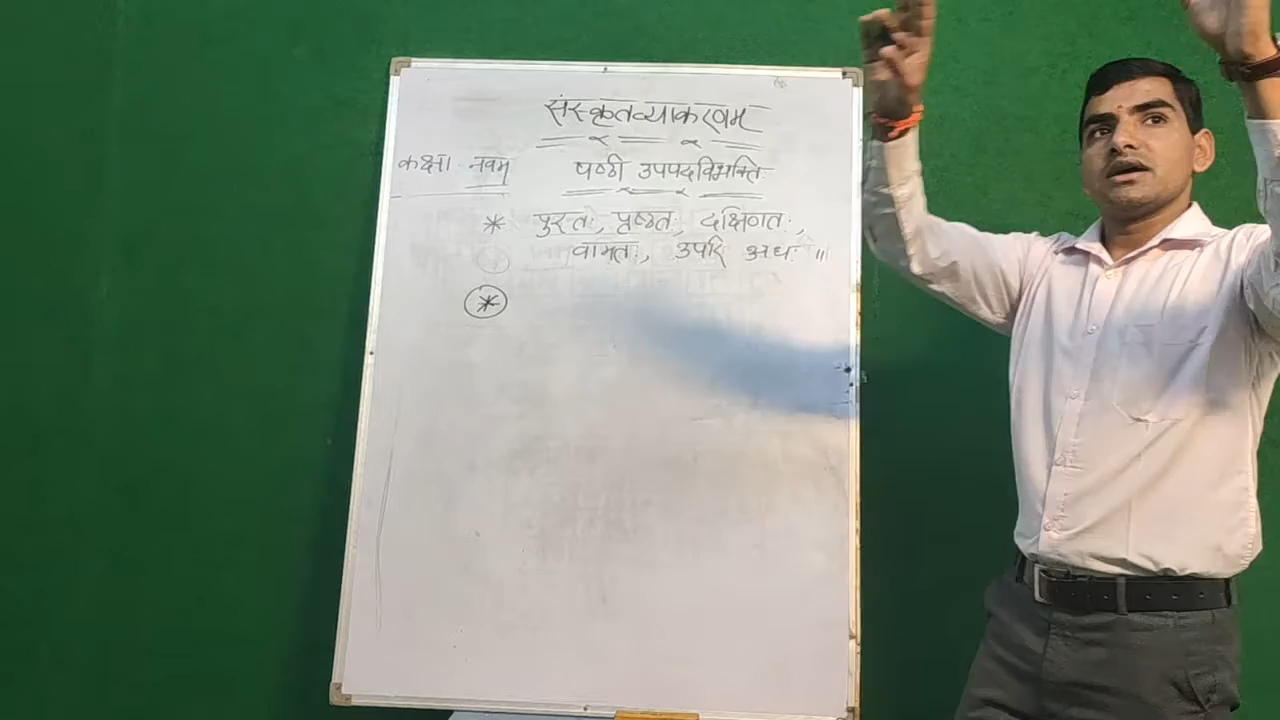 संस्कृतव्याकरणम्
कक्षा - नवम्
षष्ठी उपपदविभक्तिः
* पुरतः, पृष्ठतः, दक्षिणतः,
वामतः, उपरि अधः ॥
*